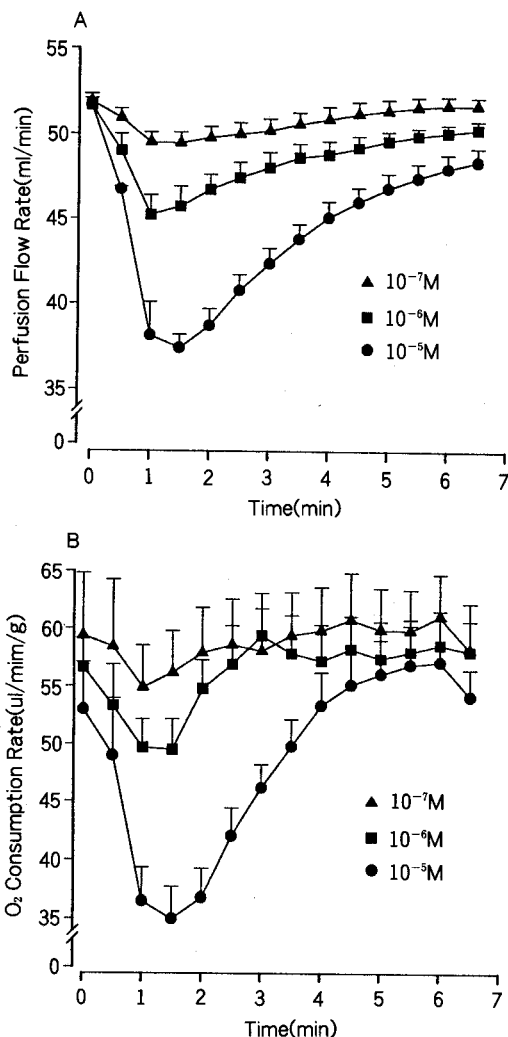 A
55
50
45
40
35
0
Perfusion Flow Rate(ml/min)
▲ 10⁻⁷M
■ 10⁻⁶M
● 10⁻⁵M
0 1 2 3 4 5 6 7
Time(min)
B
65
60
55
50
45
40
35
0
O₂ Consumption Rate(ul/mim/g)
▲ 10⁻⁷M
■ 10⁻⁶M
● 10⁻⁵M
0 1 2 3 4 5 6 7
Time(min)